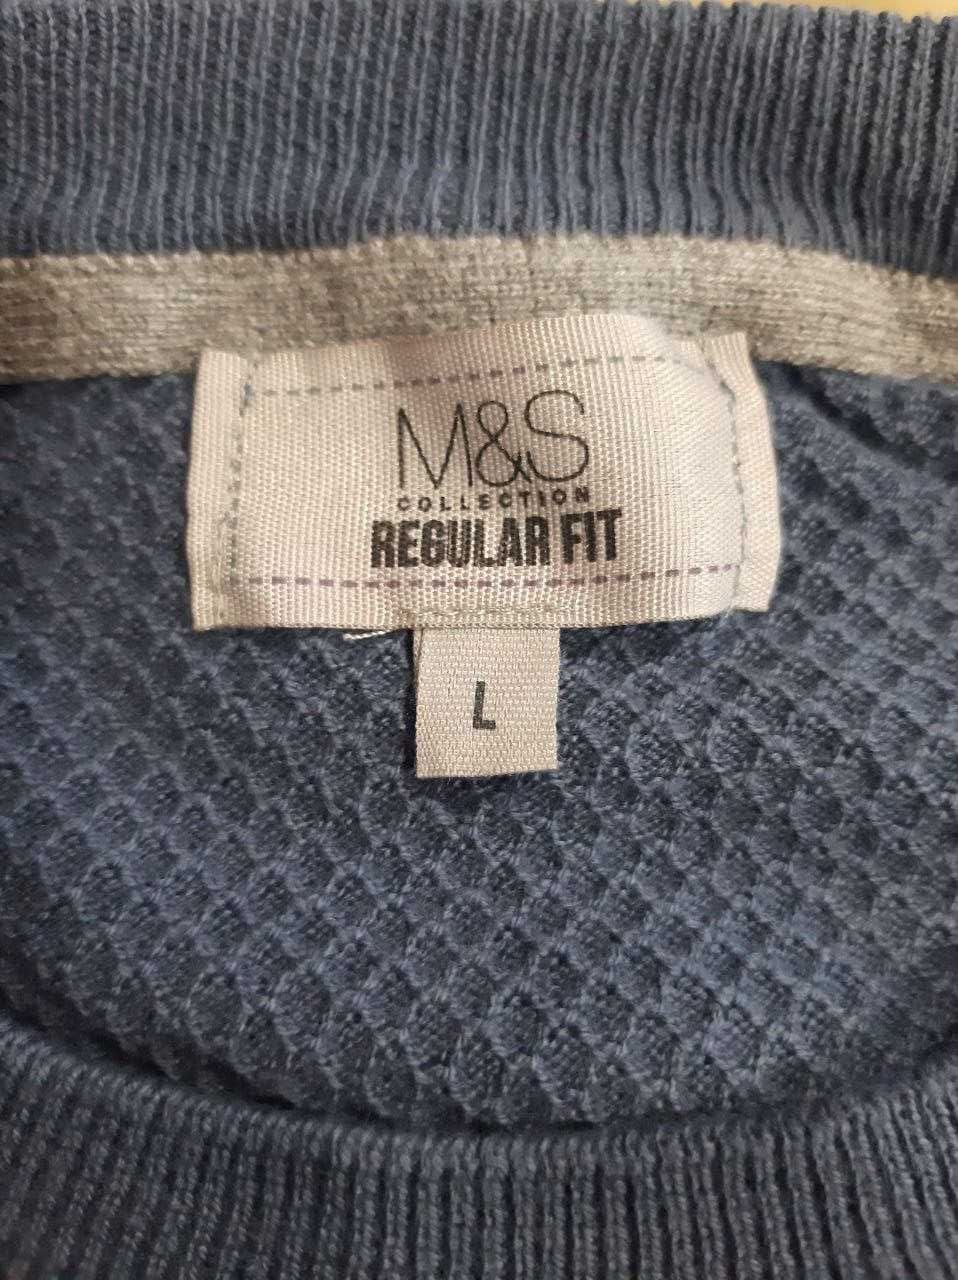 M&S
COLLECTION
REGULAR FIT
L